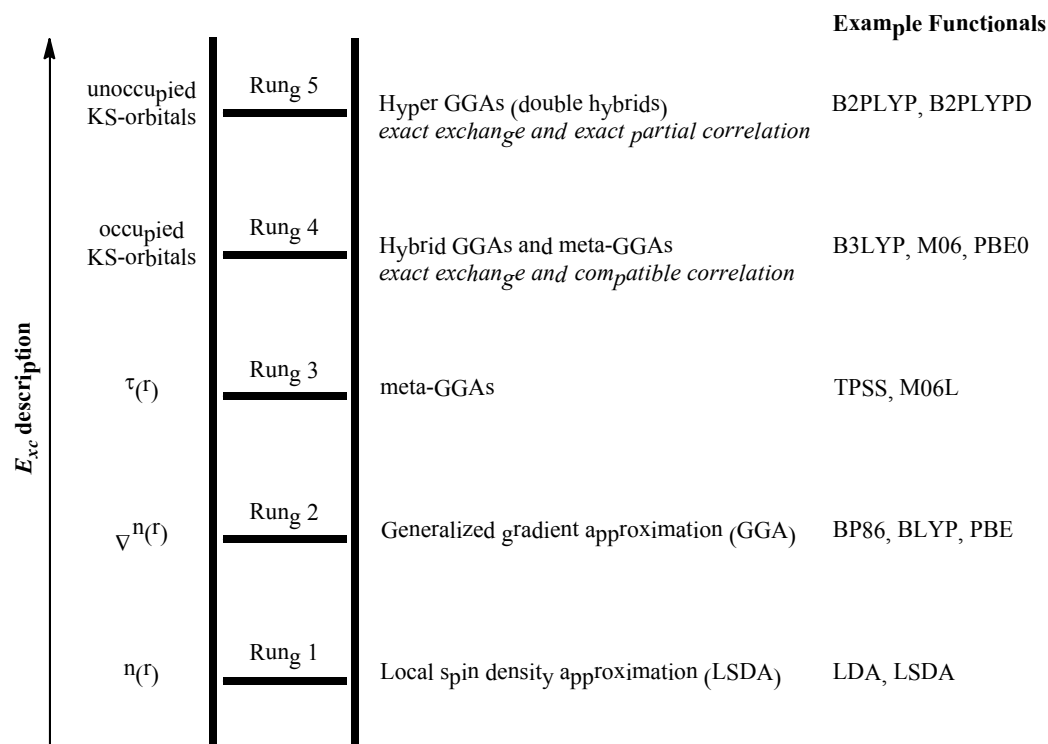 Example Functionals
unoccupied
KS-orbitals
Rung 5
Hyper GGAs (double hybrids)
exact exchange and exact partial correlation
B2PLYP, B2PLYPD
occupied
KS-orbitals
Rung 4
Hybrid GGAs and meta-GGAs
exact exchange and compatible correlation
B3LYP, M06, PBE0
τ(r)
Rung 3
meta-GGAs
TPSS, M06L
∇n(r)
Rung 2
Generalized gradient approximation (GGA)
BP86, BLYP, PBE
n(r)
Rung 1
Local spin density approximation (LSDA)
LDA, LSDA
Exc description